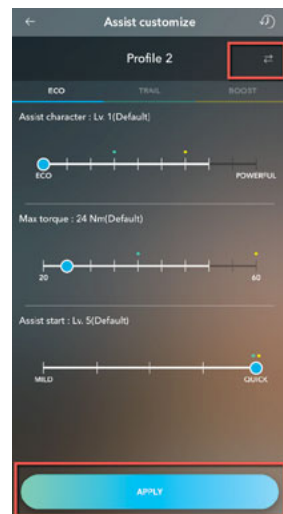 Assist customize
Profile 2
ECO TRAIL BOOST
Assist character : Lv. 1(Default)
ECO POWERFUL
Max torque : 24 Nm(Default)
20 60
Assist start : Lv. 5(Default)
MILD QUICK
APPLY